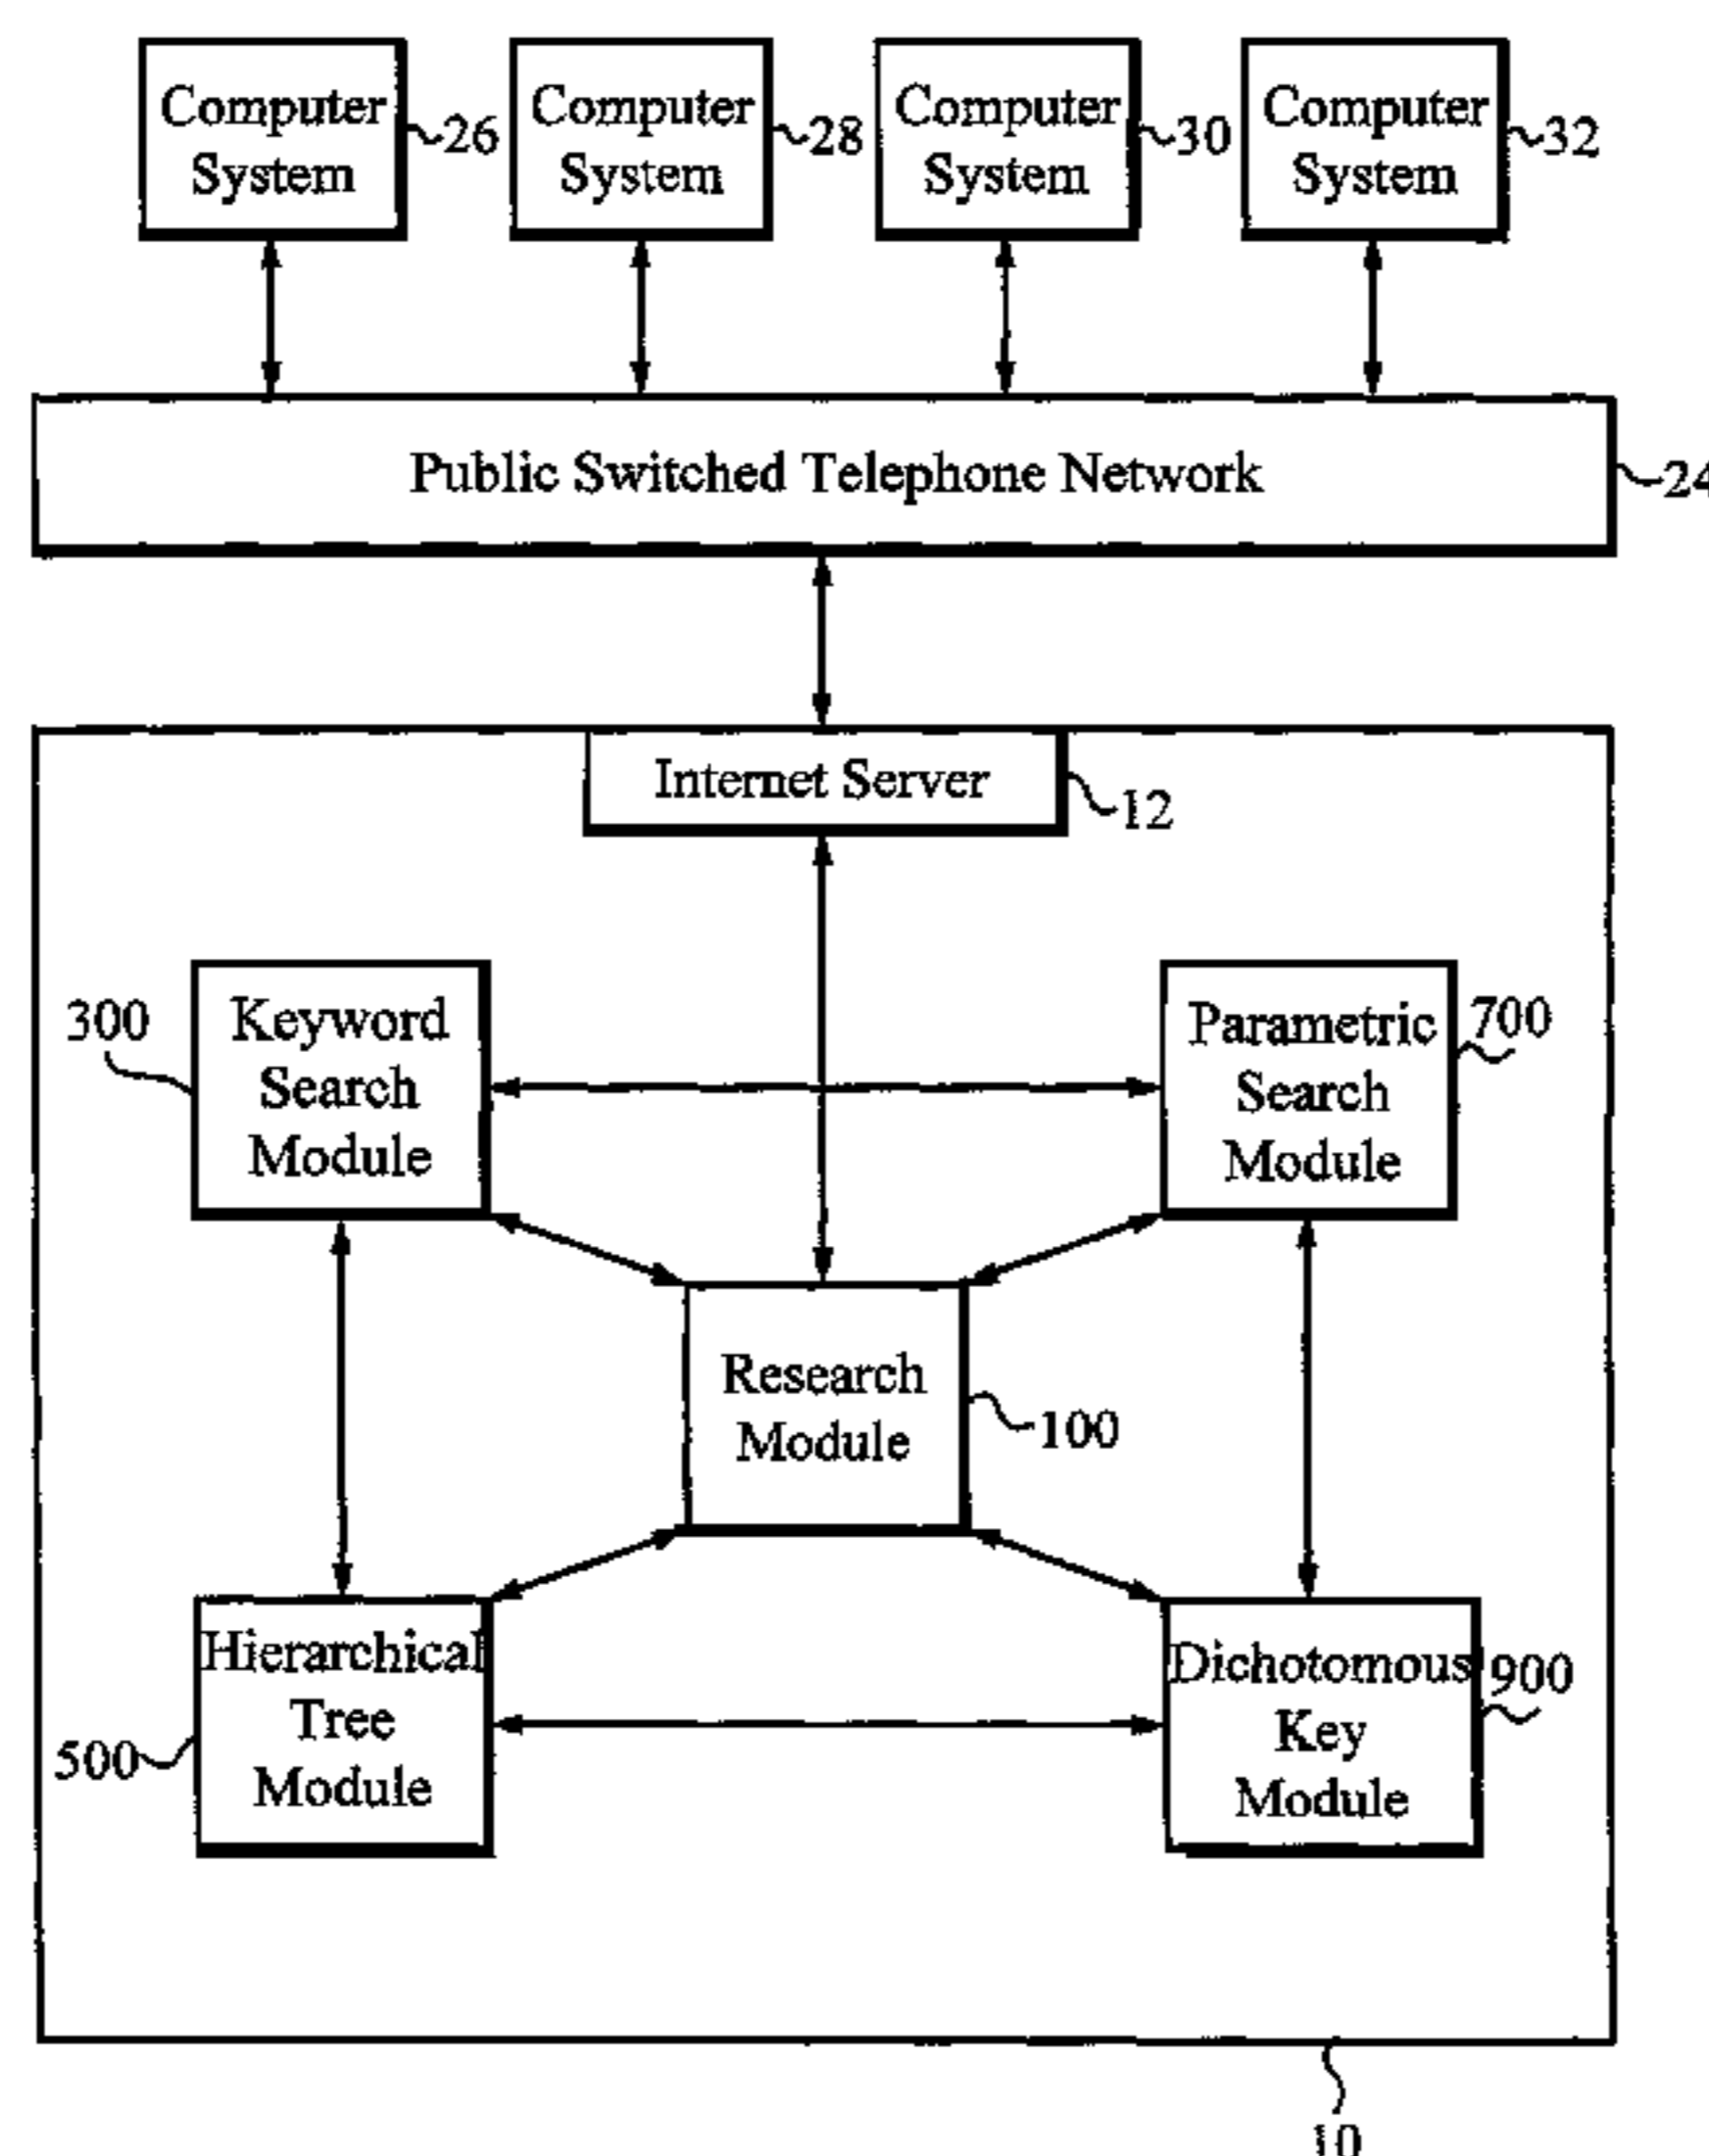 Computer
System
26
Computer
System
28
Computer
System
30
Computer
System
32
Public Switched Telephone Network
24
Internet Server
12
300
Keyword
Search
Module
Parametric
Search
Module
700
Research
Module
100
Hierarchical
Tree
Module
500
Dichotomous
Key
Module
900
10